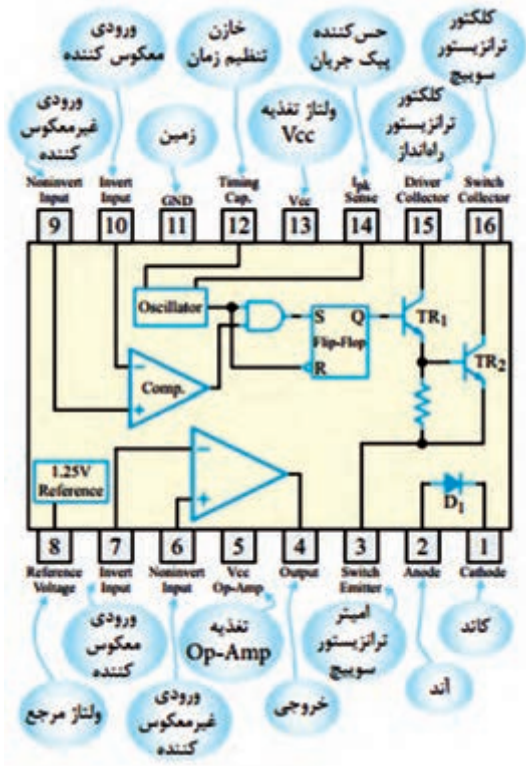 ورودی
معکوس کننده
خازن
تنظیم زمان
حس‌کننده
پیک جریان
کلکتور
ترانزیستور
سوییچ
ورودی
غیرمعکوس
کننده
زمین
ولتاژ تغذیه
Vcc
کلکتور
ترانزیستور
راه‌انداز
Noninvert
Input
Invert
Input
GND
Timing
Cap.
Vcc
Ipk
Sense
Driver
Collector
Switch
Collector
9 10 11 12 13 14 15 16
Oscillator
S Q
Flip-Flop
R
TR1
TR2
Comp.
−
+
1.25V
Reference
−
+
D1
8 7 6 5 4 3 2 1
Reference
Voltage
Invert
Input
Noninvert
Input
Vcc
Op-Amp
Output
Switch
Emitter
Anode
Cathode
ورودی
معکوس
کننده
تغذیه
Op-Amp
امیتر
ترانزیستور
سوییچ
کاتد
ولتاژ مرجع
ورودی
غیرمعکوس
کننده
خروجی
آند